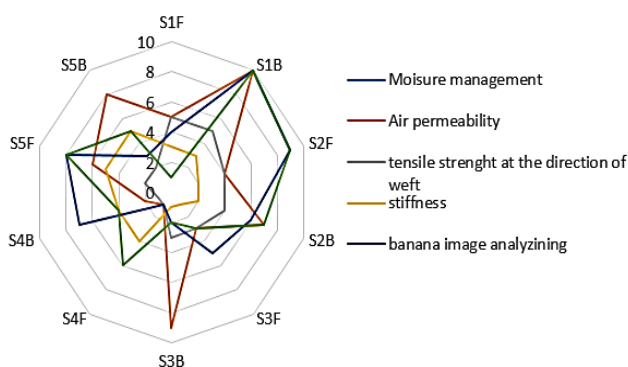 S1F
S1B
S2F
S2B
S3F
S3B
S4F
S4B
S5F
S5B
10
8
6
4
2
0
Moisure management
Air permeability
tensile strenght at the direction of
weft
stiffness
banana image analyzining